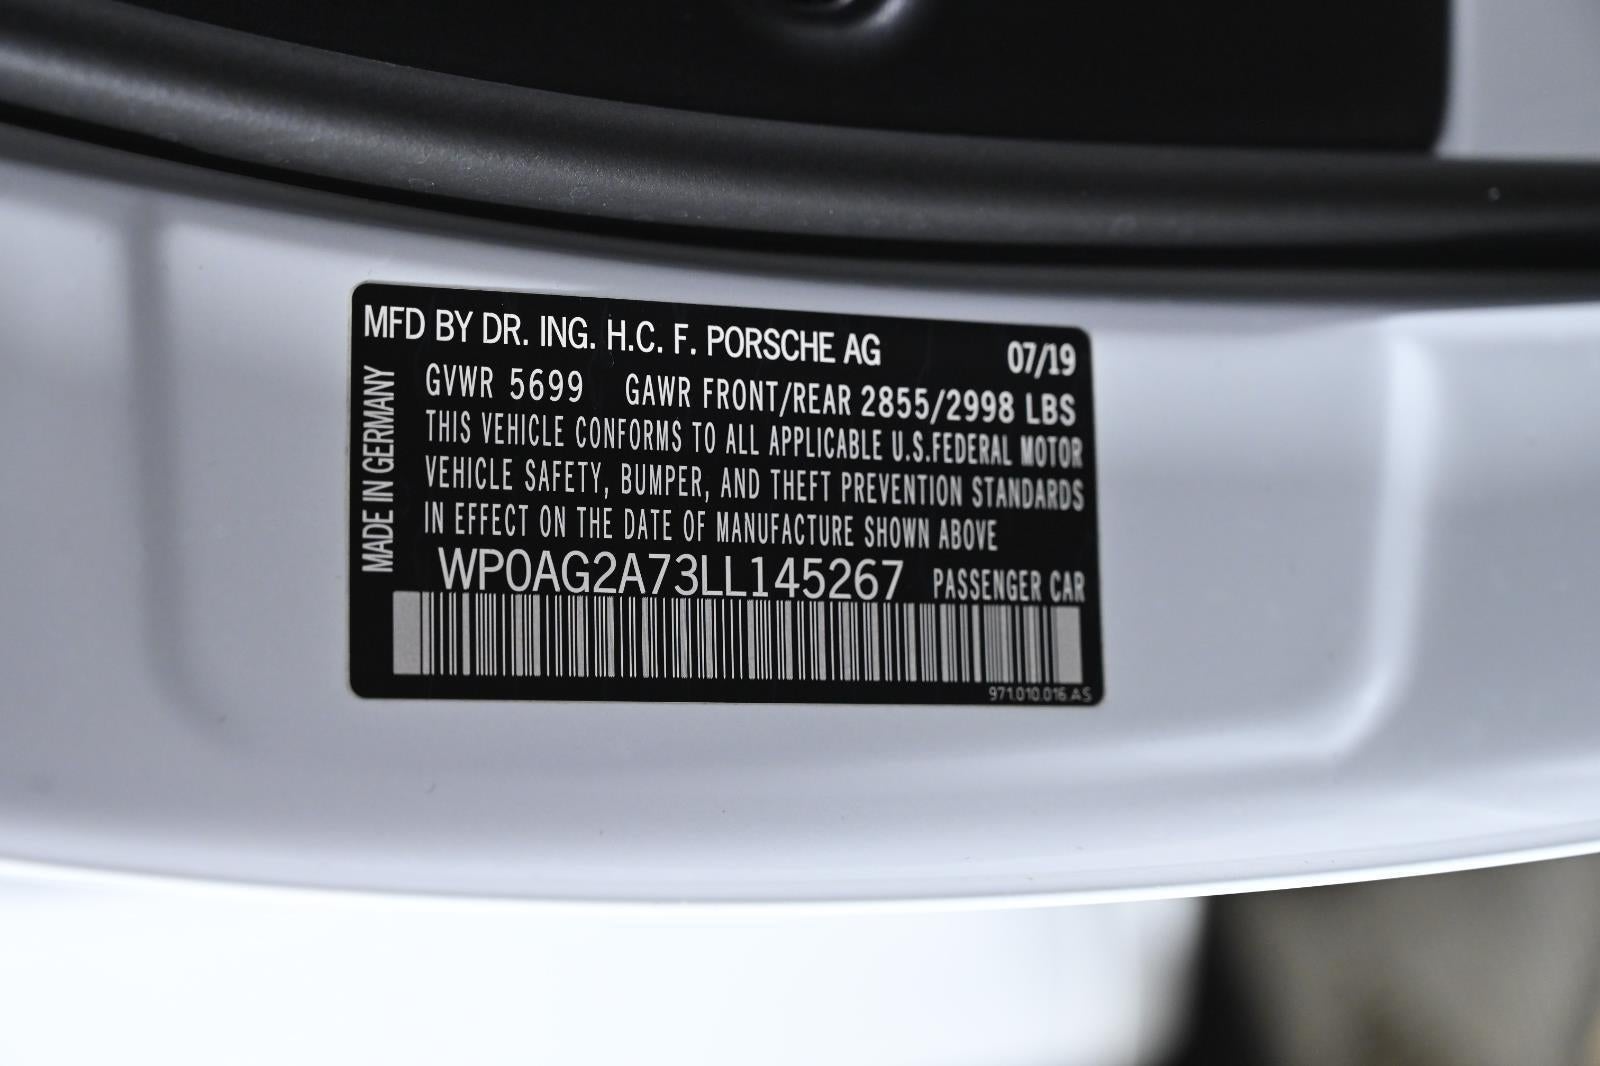 MFD BY DR. ING. H.C. F. PORSCHE AG 07/19
GVWR 5699 GAWR FRONT/REAR 2855/2998 LBS
THIS VEHICLE CONFORMS TO ALL APPLICABLE U.S.FEDERAL MOTOR
VEHICLE SAFETY, BUMPER, AND THEFT PREVENTION STANDARDS
IN EFFECT ON THE DATE OF MANUFACTURE SHOWN ABOVE
WP0AG2A73LL145267 PASSENGER CAR
971.010.016.AS
MADE IN GERMANY